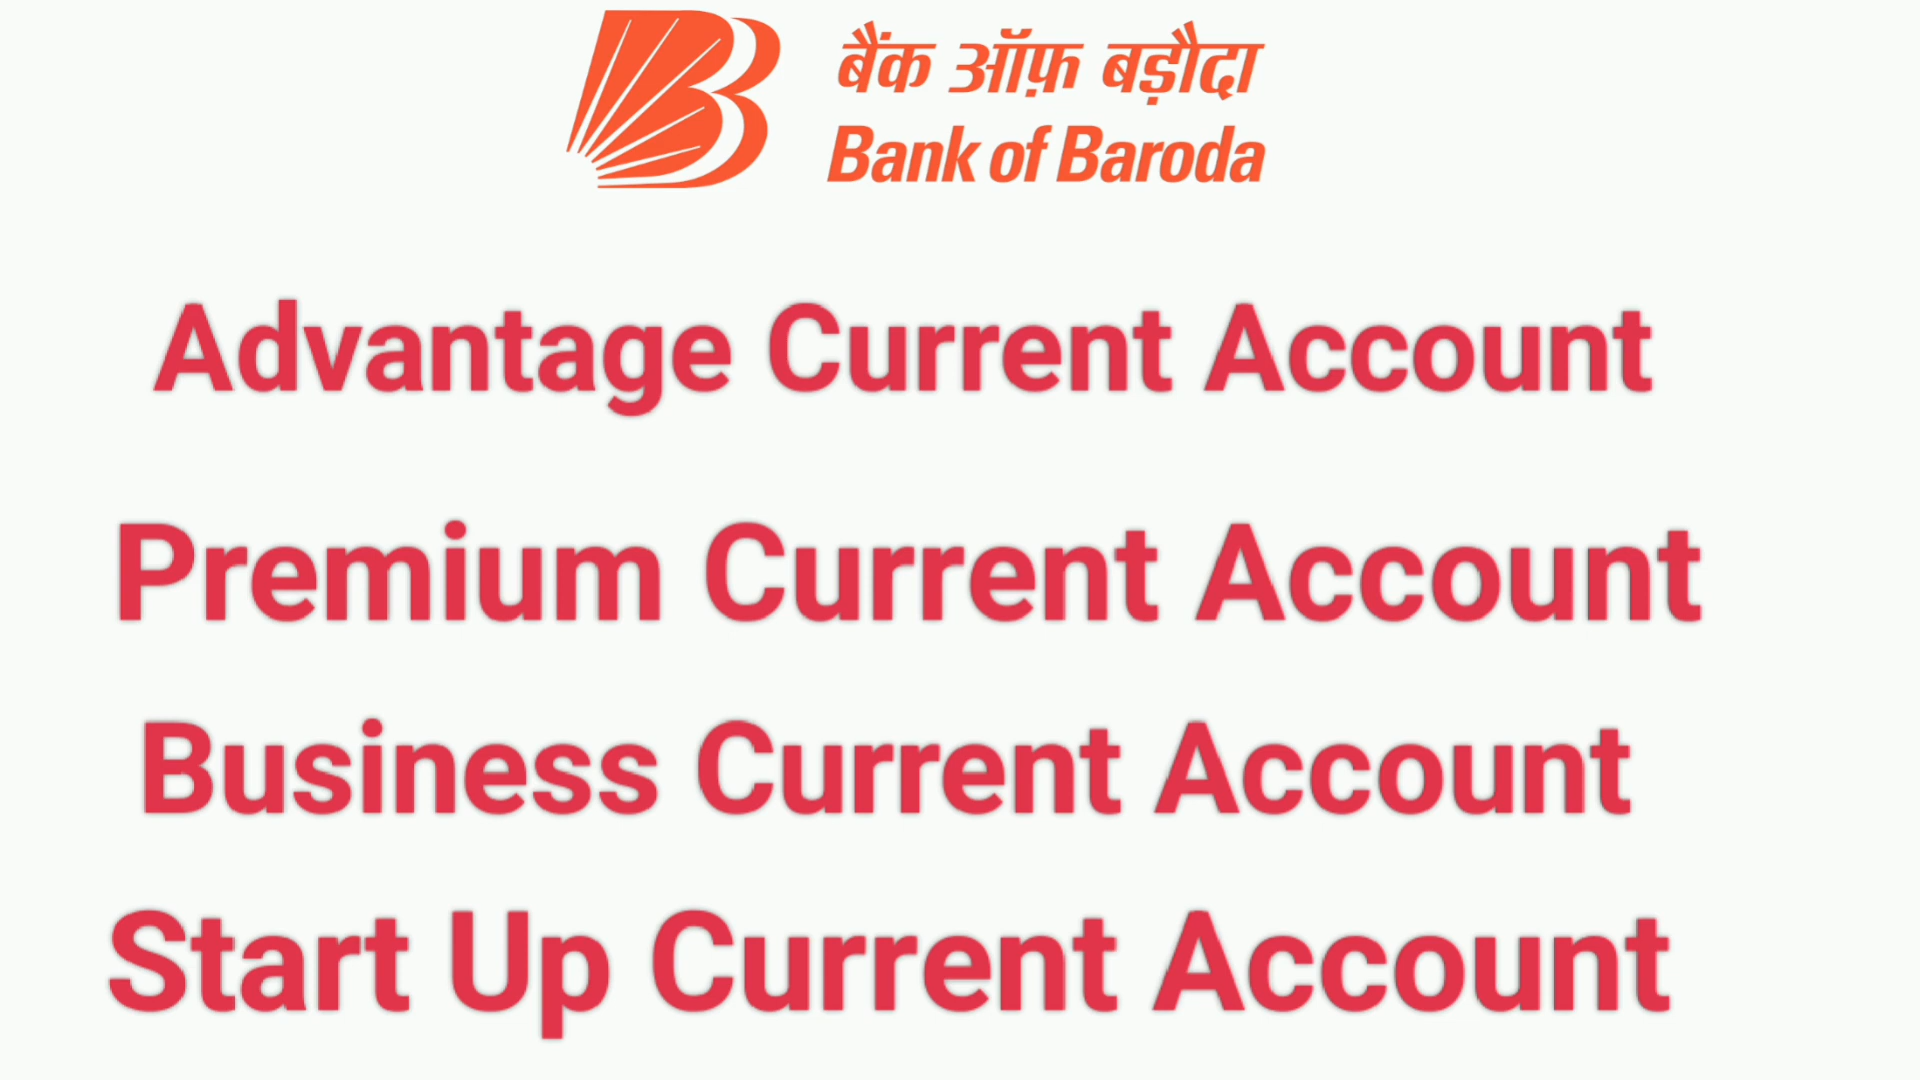 बैंक ऑफ़ बड़ौदा
Bank of Baroda
Advantage Current Account
Premium Current Account
Business Current Account
Start Up Current Account